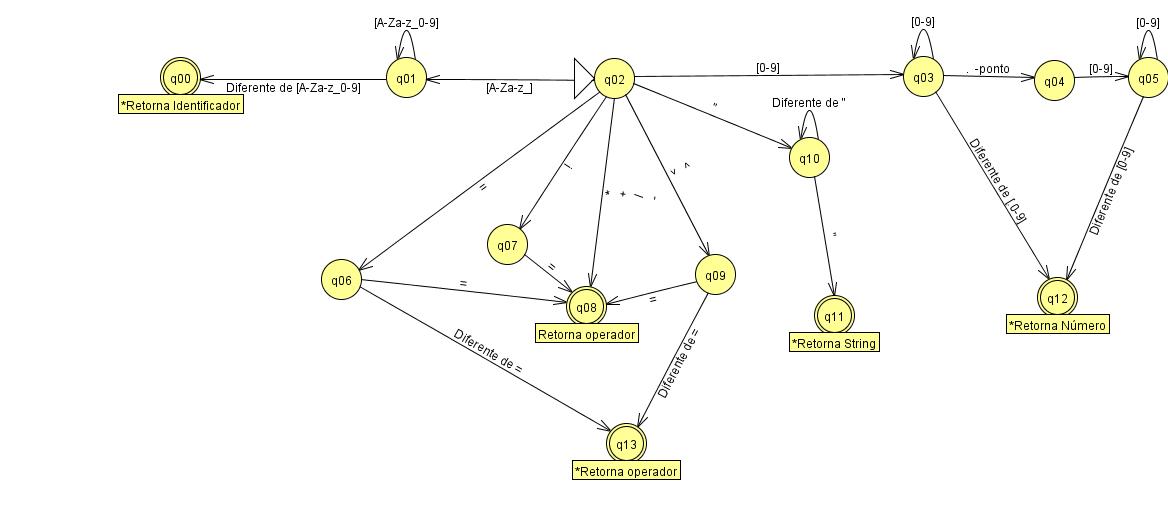 [A-Za-z_0-9]
[0-9]
[0-9]
q00
Diferente de [A-Za-z_0-9]
q01
[A-Za-z_]
q02
[0-9]
q03
. -ponto
q04
[0-9]
q05
*Retorna Identificador
"
Diferente de "
q10
=
!
* + / -
> <
Diferente de [.0-9]
Diferente de [0-9]
q07
=
"
q06
=
q08
=
q09
Retorna operador
q11
*Retorna String
q12
*Retorna Número
Diferente de =
Diferente de =
q13
*Retorna operador